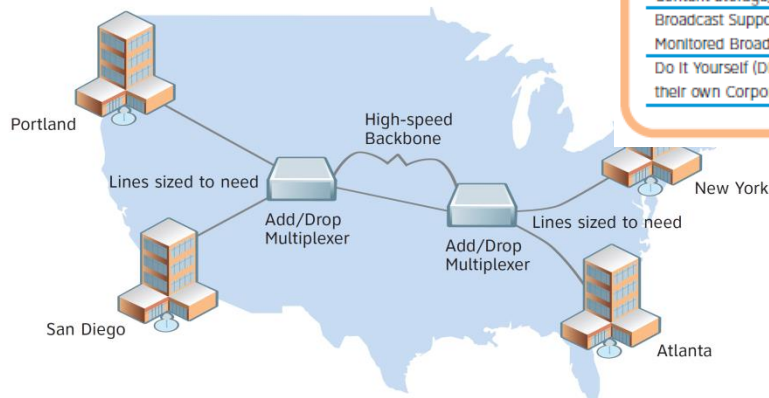 Broadcast Suppo
Monitored Broad
Do It Yourself (D
their own Corpo
Portland
High-speed
Backbone
Lines sized to need
Add/Drop
Multiplexer
New York
Lines sized to need
Add/Drop
Multiplexer
San Diego
Atlanta